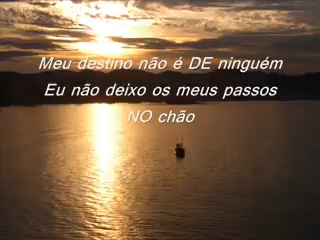 Meu destino não é DE ninguém
Eu não deixo os meus passos
NO chão